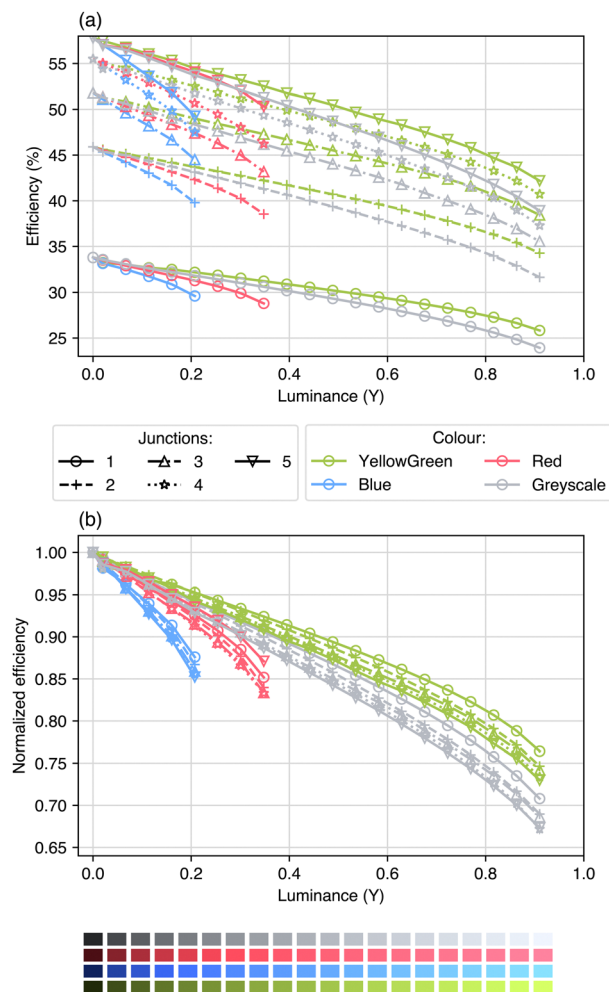 (a)
55
50
45
40
35
30
25
Efficiency (%)
0.0 0.2 0.4 0.6 0.8 1.0
Luminance (Y)
Junctions:
1 3 5
2 4
Colour:
YellowGreen Red
Blue Greyscale
(b)
1.00
0.95
0.90
0.85
0.80
0.75
0.70
0.65
Normalized efficiency
0.0 0.2 0.4 0.6 0.8 1.0
Luminance (Y)